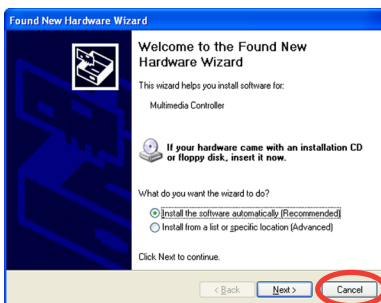 Found New Hardware Wizard
Welcome to the Found New
Hardware Wizard
This wizard helps you install software for:
Multimedia Controller
If your hardware came with an installation CD
or floppy disk, insert it now.
What do you want the wizard to do?
Install the software automatically (Recommended)
Install from a list or specific location (Advanced)
Click Next to continue.
< Back Next > Cancel